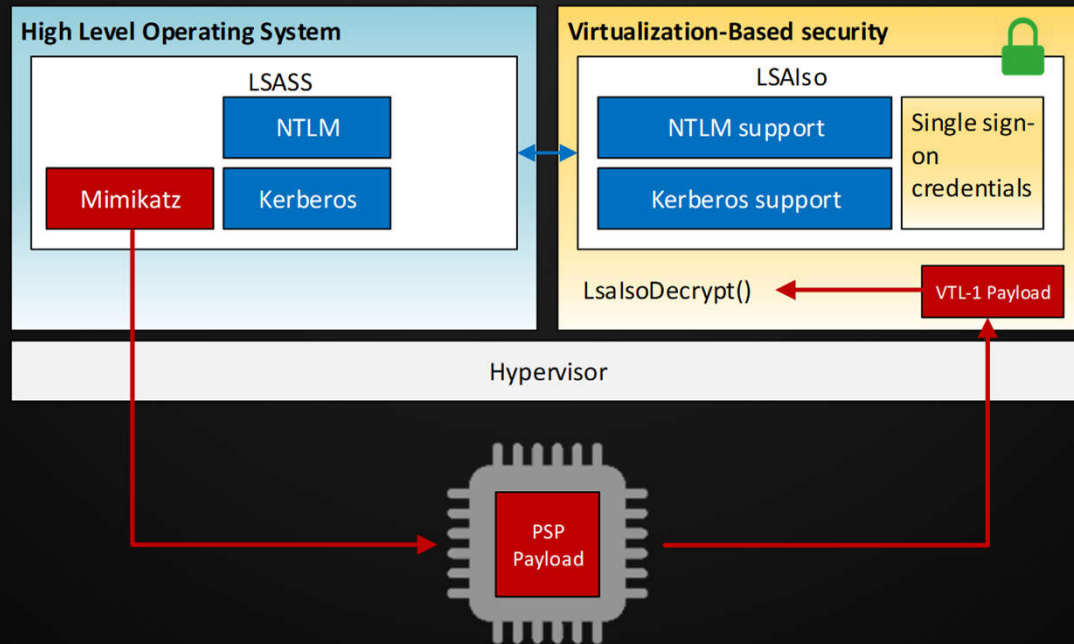 High Level Operating System
LSASS
NTLM
Mimikatz
Kerberos
Virtualization-Based security
LSAIso
NTLM support
Kerberos support
Single sign-
on
credentials
LsaIsoDecrypt()
VTL-1 Payload
Hypervisor
PSP
Payload